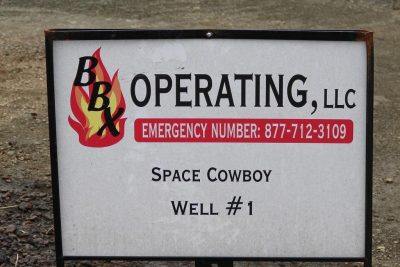 BBX OPERATING, LLC
EMERGENCY NUMBER: 877-712-3109
SPACE COWBOY
WELL #1